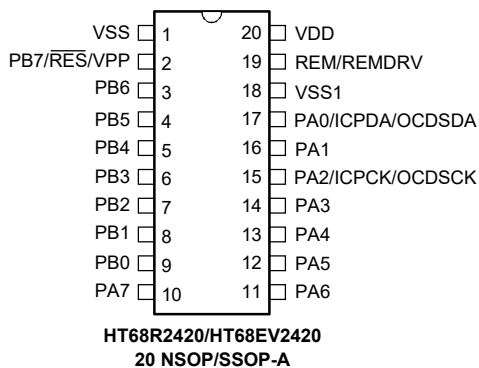 VSS 1 20 VDD
PB7/RES/VPP 2 19 REM/REMDRV
PB6 3 18 VSS1
PB5 4 17 PA0/ICPDA/OCDSDA
PB4 5 16 PA1
PB3 6 15 PA2/ICPCK/OCDSCK
PB2 7 14 PA3
PB1 8 13 PA4
PB0 9 12 PA5
PA7 10 11 PA6
HT68R2420/HT68EV2420
20 NSOP/SSOP-A